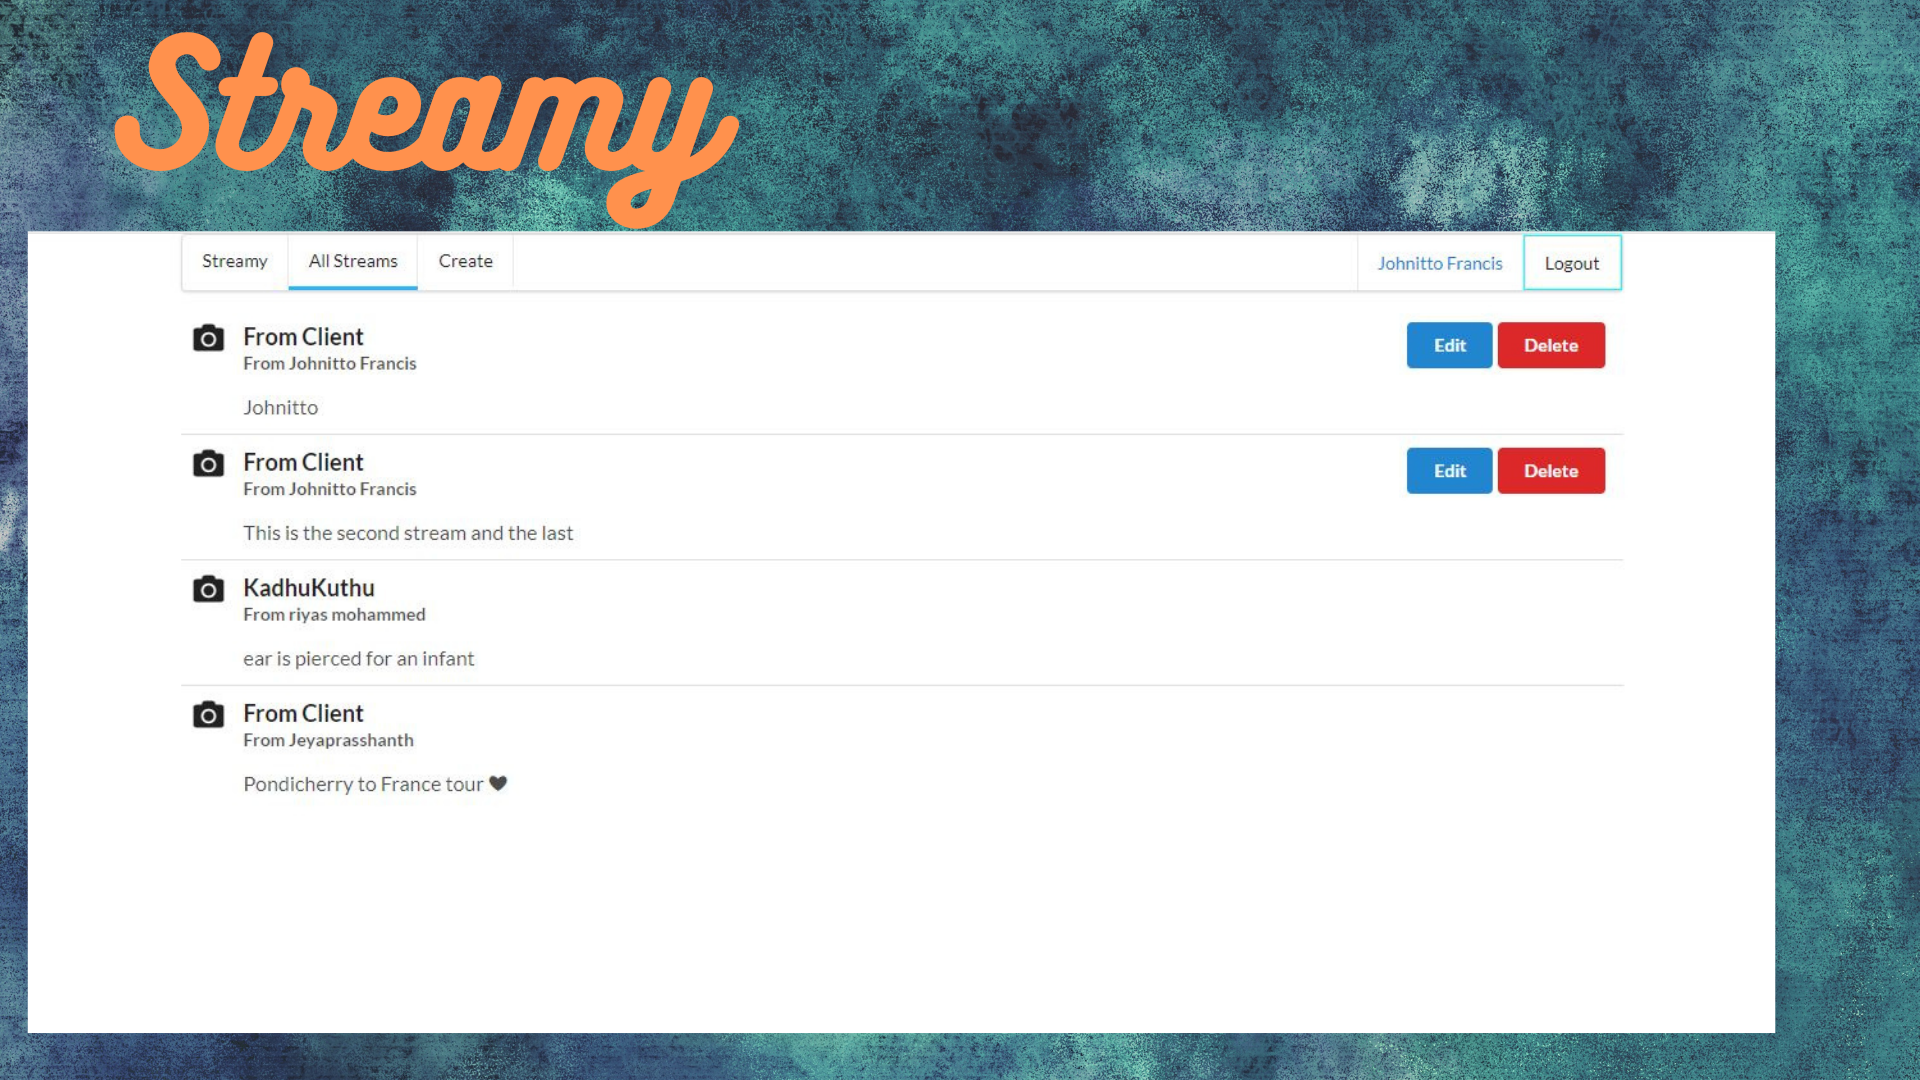 Streamy
Streamy All Streams Create Johnitto Francis Logout
From Client Edit Delete
From Johnitto Francis
Johnitto
From Client Edit Delete
From Johnitto Francis
This is the second stream and the last
KadhuKuthu
From riyas mohammed
ear is pierced for an infant
From Client
From Jeyaprasshanth
Pondicherry to France tour ♥